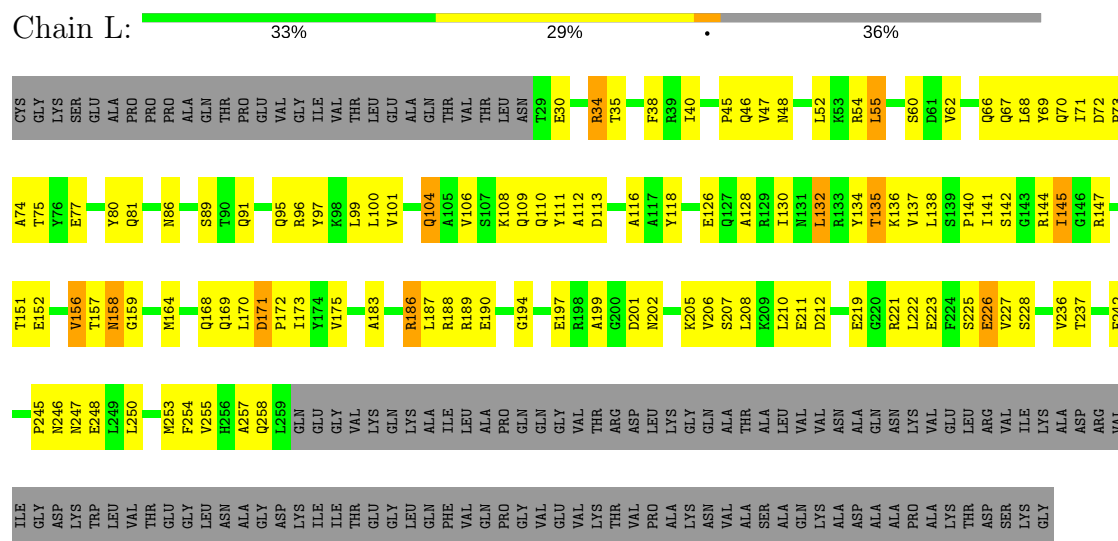 Chain L:
33% 29% • 36%
CYS GLY LYS SER GLU ALA PRO PRO PRO ALA GLN THR PRO GLU VAL GLY ILE VAL THR LEU GLU ALA GLN THR VAL THR LEU ASN T29 E30 R34 T35 F38 R39 I40 P45 Q46 V47 N48 L52 K53 R54 L55 S60 D61 V62 Q66 Q67 L68 Y69 Q70 I71 D72 P73
A74 T75 Y76 E77 Y80 Q81 N86 S89 T90 Q91 Q95 R96 Y97 K98 L99 L100 V101 Q104 A105 V106 S107 K108 Q109 Q110 Y111 A112 D113 A116 A117 Y118 E126 Q127 A128 R129 I130 N131 L132 R133 Y134 T135 K136 V137 L138 S139 P140 I141 S142 G143 R144 I145 G146 R147
T151 E152 V156 T157 N158 G159 M164 Q168 Q169 L170 D171 P172 I173 Y174 V175 A183 R186 L187 R188 R189 E190 G194 E197 R198 A199 G200 D201 N202 K205 V206 S207 L208 K209 L210 E211 D212 E219 G220 R221 L222 E223 F224 S225 E226 V227 S228 V236 T237
P245 N246 N247 E248 L249 L250 M253 F254 V255 H256 A257 Q258 L259 GLN GLU GLY VAL LYS GLN LYS ALA ILE LEU ALA PRO GLN GLN GLY VAL THR ARG ASP LEU LYS GLY GLN ALA THR ALA LEU VAL VAL ASN ALA GLN ASN LYS VAL GLU LEU ARG VAL ILE LYS ALA ASP ARG VAL
ILE GLY ASP LYS TRP LEU VAL THR GLU GLY LEU ASN ALA GLY ASP LYS ILE ILE THR GLU GLY LEU GLN PHE VAL GLN PRO GLY VAL GLU VAL LYS THR VAL PRO ALA LYS ASN VAL ALA SER ALA GLN LYS ALA ASP ALA ALA PRO ALA LYS THR ASP SER LYS GLY